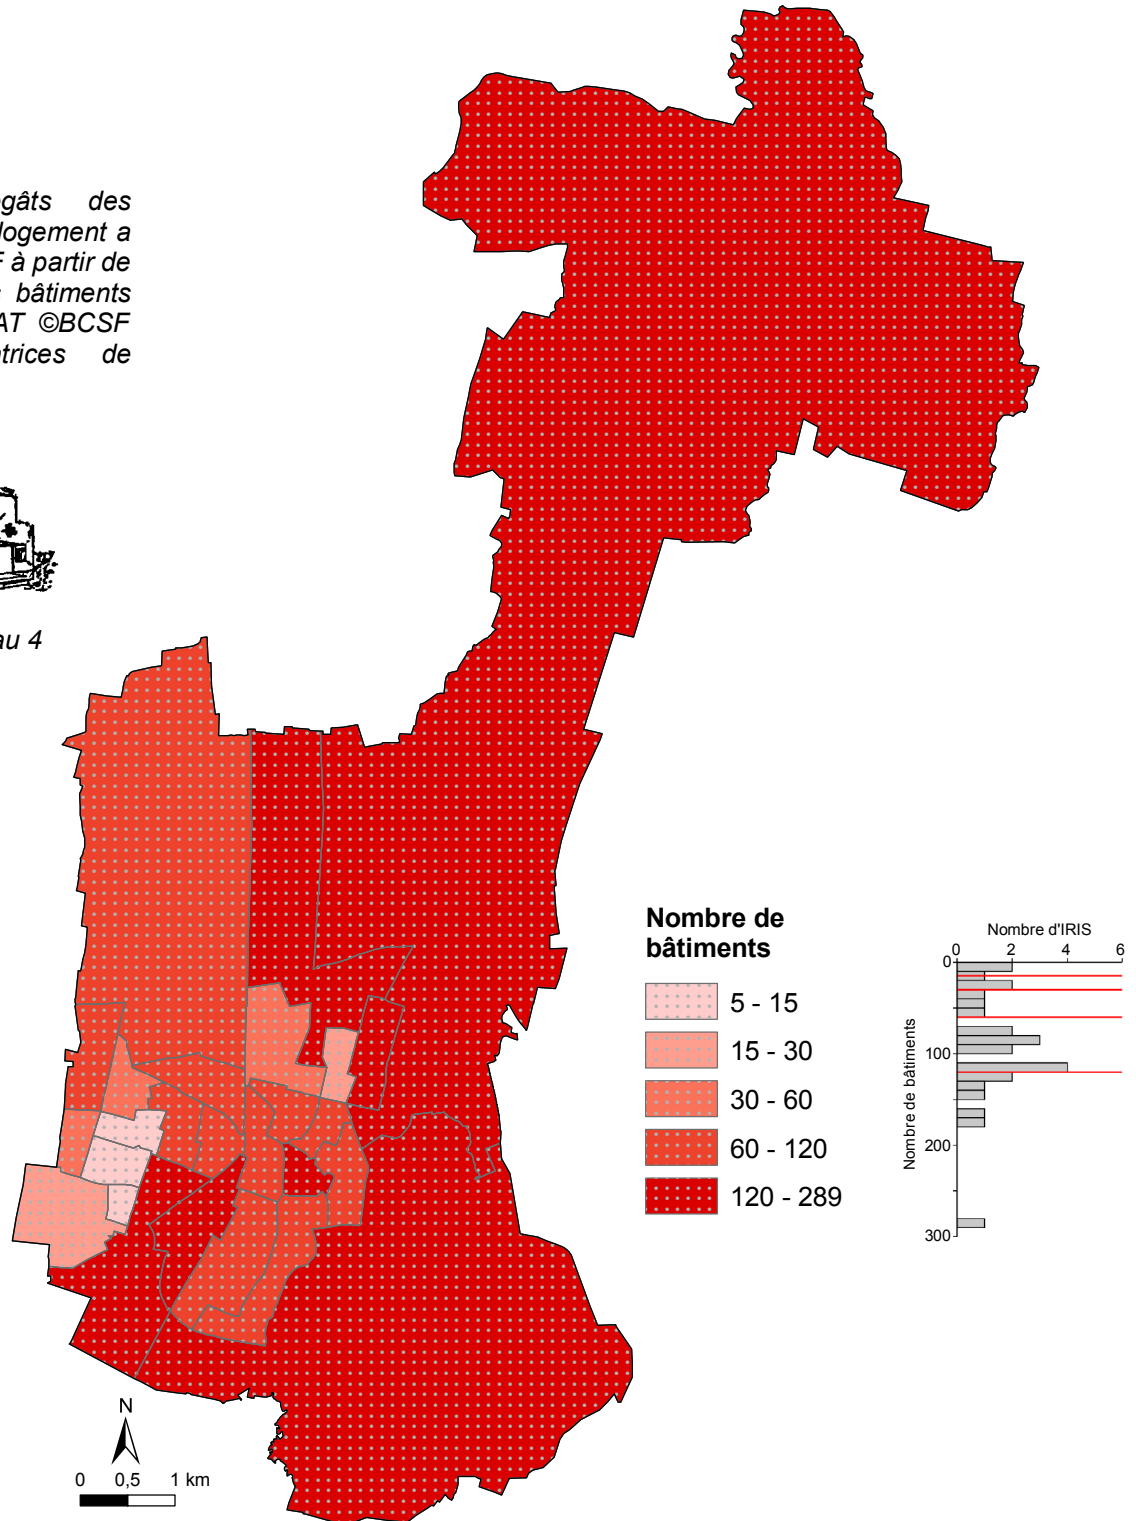 égâts des
logement a
F à partir de
s bâtiments
AT ©BCSF
atrices de
au 4
Nombre de
bâtiments
5 - 15
15 - 30
30 - 60
60 - 120
120 - 289
Nombre d'IRIS
0 2 4 6
Nombre de bâtiments
0
100
200
300
N
0 0,5 1 km